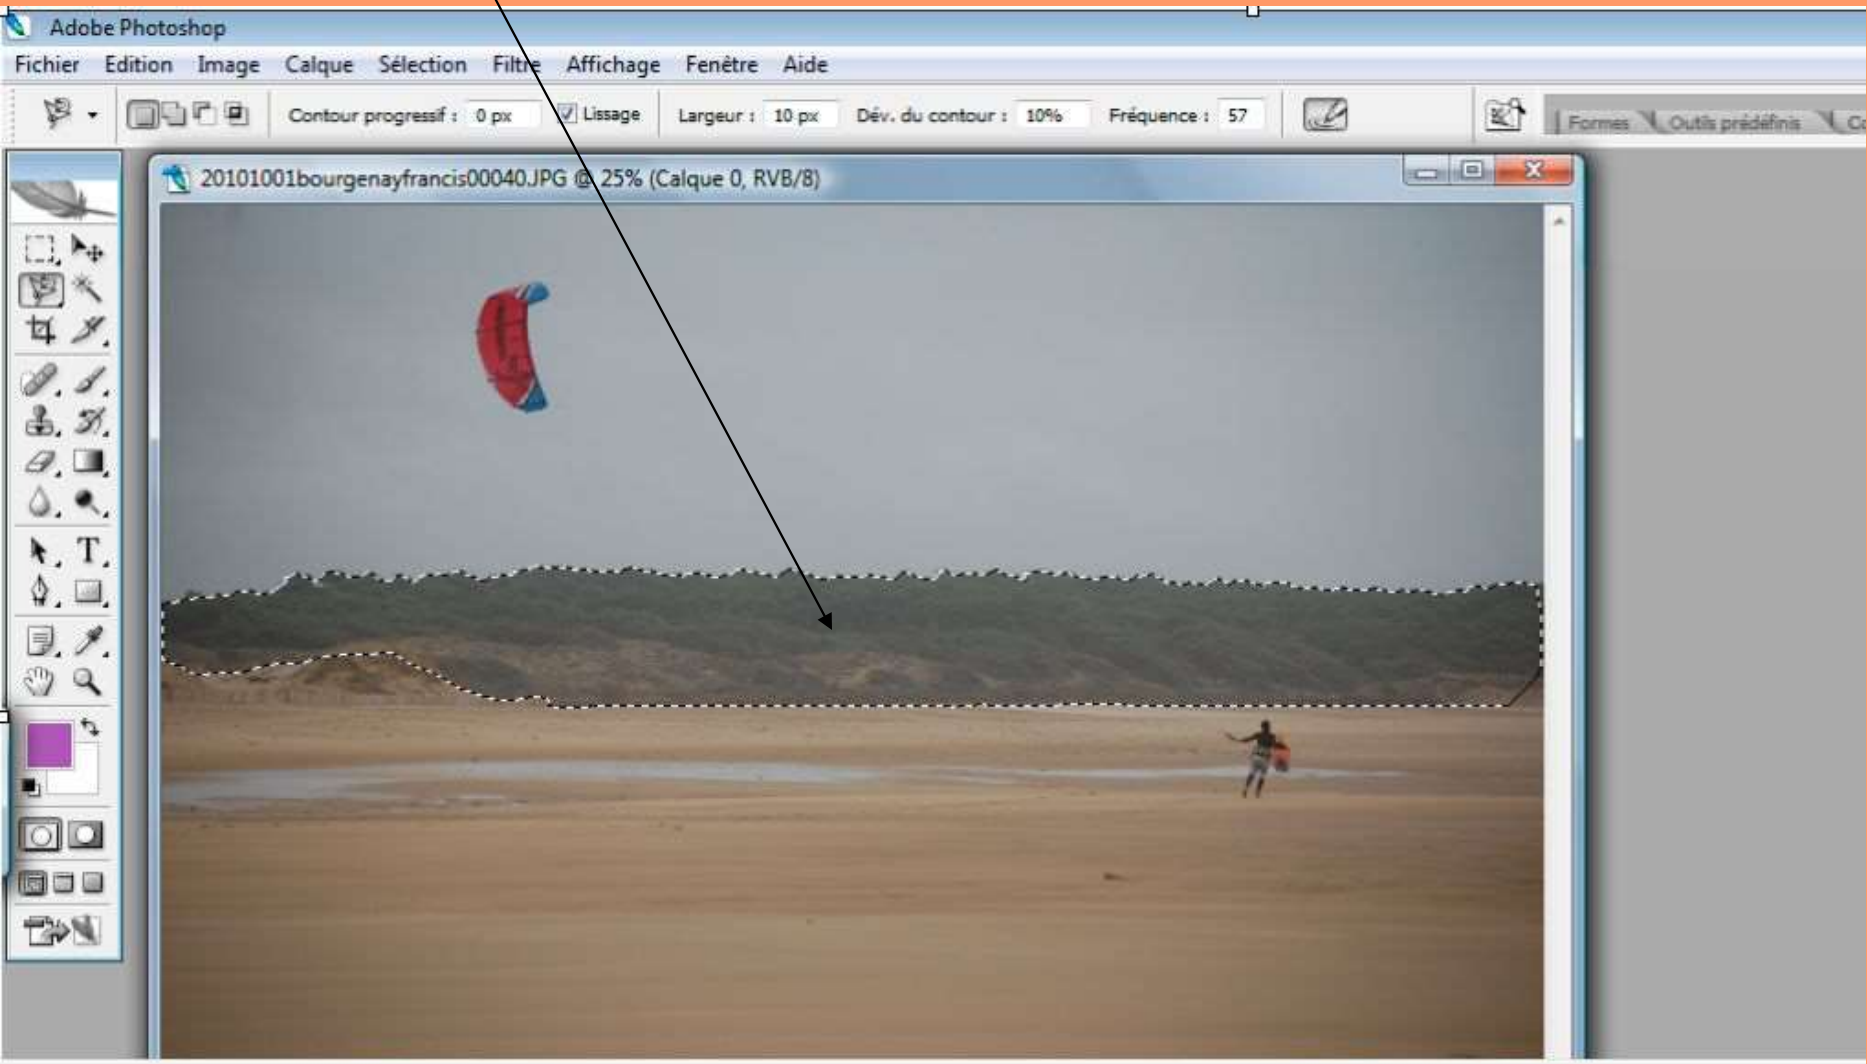 Adobe Photoshop
Fichier Edition Image Calque Sélection Filtre Affichage Fenêtre Aide
Contour progressif : 0 px Lissage Largeur : 10 px Dév. du contour : 10% Fréquence : 57
Formes Outils prédéfinis Co
20101001bourgenayfrancis00040.JPG @ 25% (Calque 0, RVB/8)
T